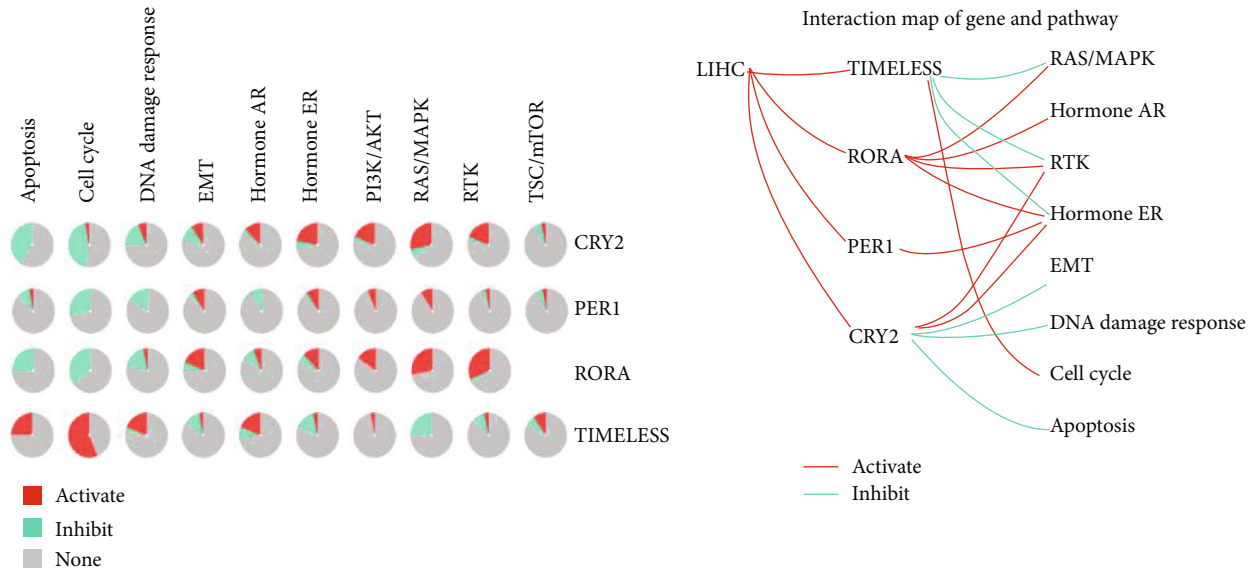 Apoptosis
Cell cycle
DNA damage response
EMT
Hormone AR
Hormone ER
PI3K/AKT
RAS/MAPK
RTK
TSC/mTOR
CRY2
PER1
RORA
TIMELESS
Activate
Inhibit
None
Interaction map of gene and pathway
LIHC
TIMELESS
RORA
PER1
CRY2
RAS/MAPK
Hormone AR
RTK
Hormone ER
EMT
DNA damage response
Cell cycle
Apoptosis
Activate
Inhibit